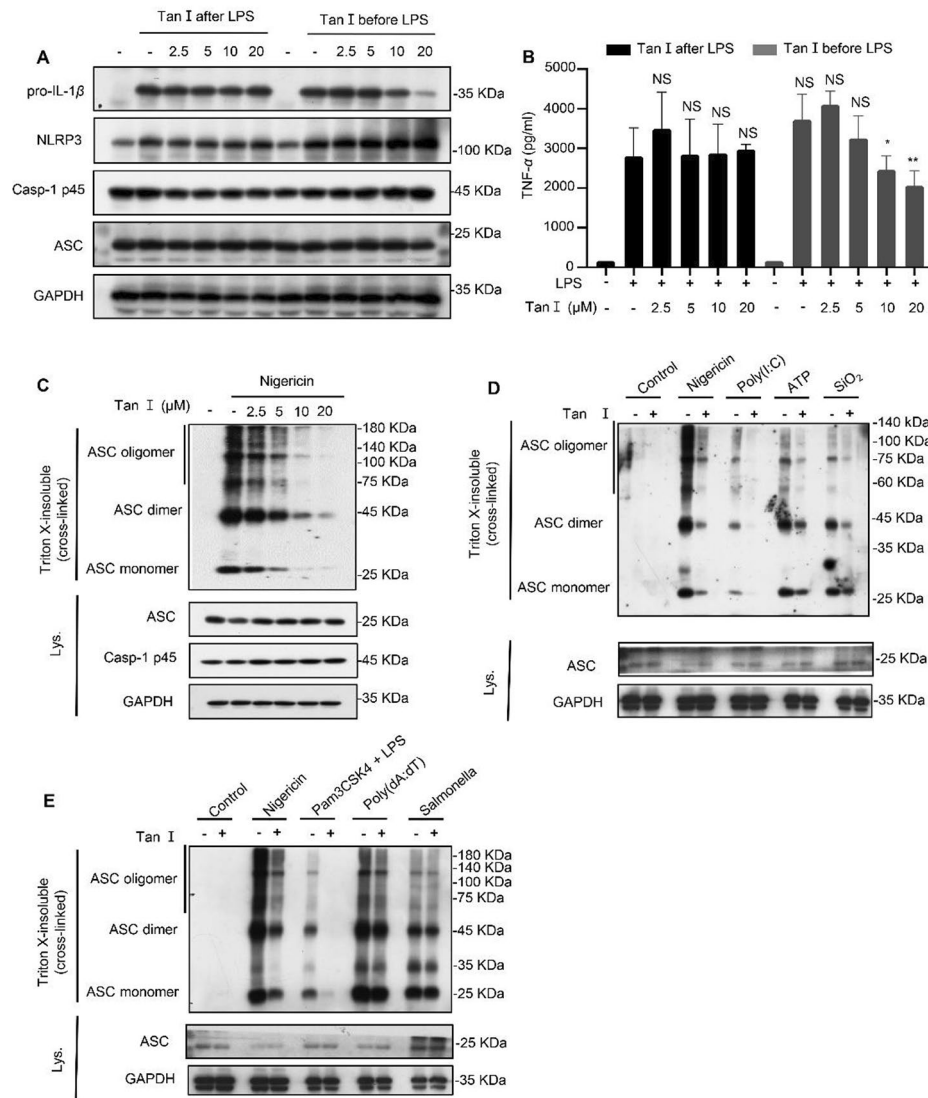 A
Tan I after LPS Tan I before LPS
- - 2.5 5 10 20 - - 2.5 5 10 20
pro-IL-1β -35 KDa
NLRP3 -100 KDa
Casp-1 p45 -45 KDa
ASC -25 KDa
GAPDH -35 KDa
B
Tan I after LPS Tan I before LPS
TNF-α (pg/ml)
5000
4000
3000
2000
1000
0
NS NS NS NS NS NS NS * **
LPS - + + + + + - + + + + +
Tan I (μM) - - 2.5 5 10 20 - - 2.5 5 10 20
C
Nigericin
Tan I (μM) - - 2.5 5 10 20
Triton X-insoluble
(cross-linked)
-180 KDa
ASC oligomer -140 KDa
-100 KDa
-75 KDa
ASC dimer -45 KDa
ASC monomer -25 KDa
Lys.
ASC -25 KDa
Casp-1 p45 -45 KDa
GAPDH -35 KDa
D
Control Nigericin Poly(I:C) ATP SiO2
Tan I - + - + - + - + - +
Triton X-insoluble
(cross-linked)
-140 KDa
ASC oligomer -100 KDa
-75 KDa
-60 KDa
ASC dimer -45 KDa
-35 KDa
ASC monomer -25 KDa
Lys.
ASC -25 KDa
GAPDH -35 KDa
E
Control Nigericin Pam3CSK4 + LPS Poly(dA:dT) Salmonella
Tan I - + - + - + - + - +
Triton X-insoluble
(cross-linked)
-180 KDa
ASC oligomer -140 KDa
-100 KDa
-75 KDa
ASC dimer -45 KDa
-35 KDa
ASC monomer -25 KDa
Lys.
ASC -25 KDa
GAPDH -35 KDa